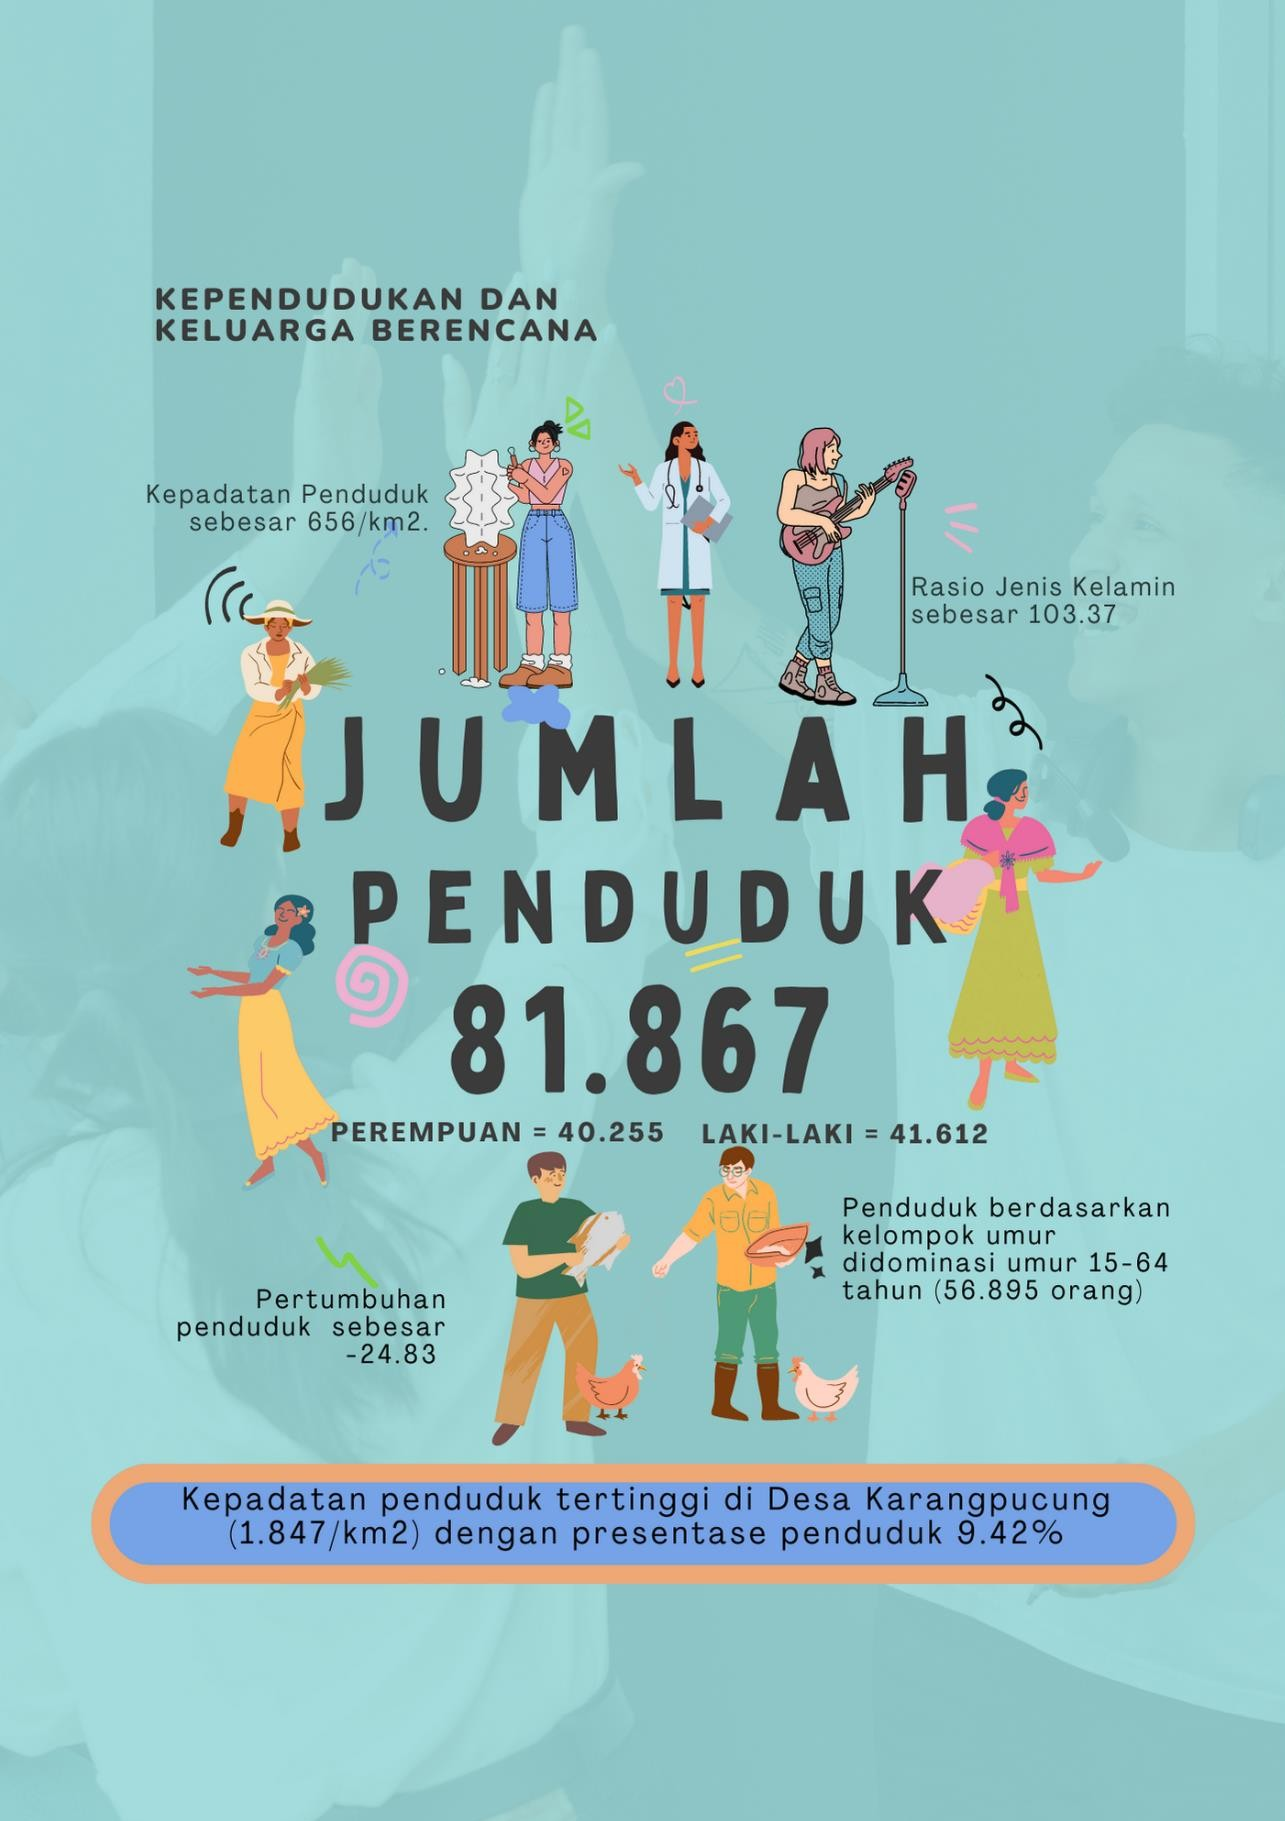 KEPENDUDUKAN DAN
KELUARGA BERENCANA
Kepadatan Penduduk
sebesar 656/km2.
Rasio Jenis Kelamin
sebesar 103.37
JUMLAH
PENDUDUK
81.867
PEREMPUAN = 40.255
LAKI-LAKI = 41.612
Penduduk berdasarkan
kelompok umur
didominasi umur 15-64
tahun (56.895 orang)
Pertumbuhan
penduduk sebesar
-24.83
Kepadatan penduduk tertinggi di Desa Karangpucung
(1.847/km2) dengan presentase penduduk 9.42%